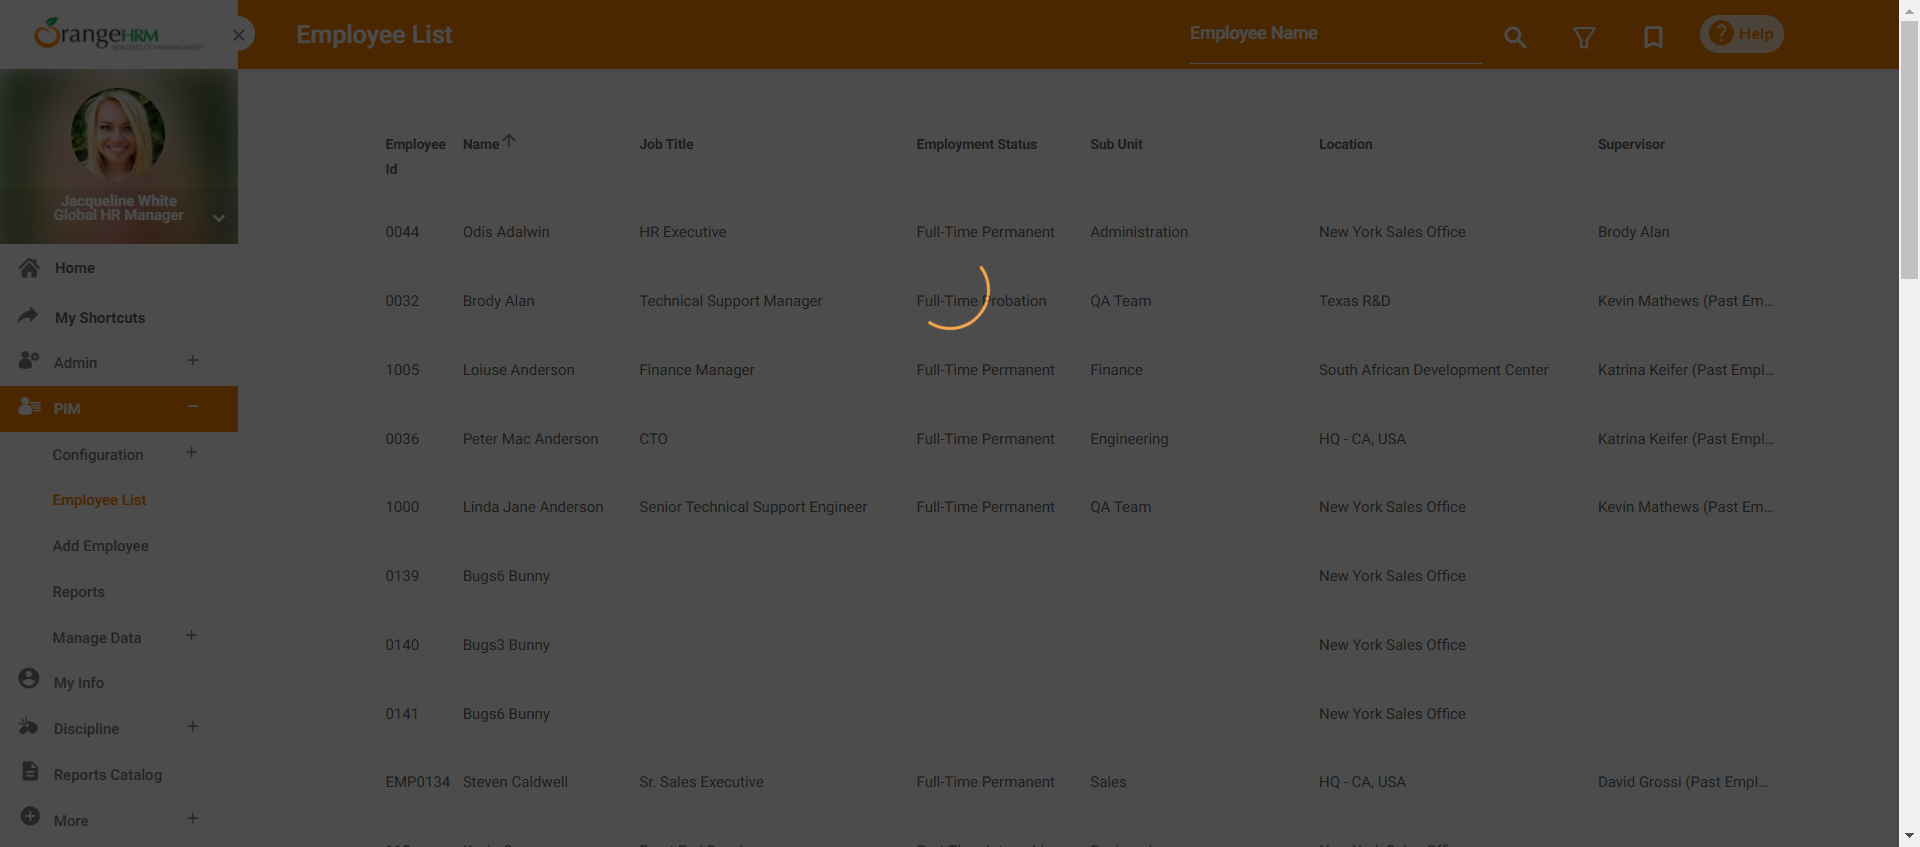 OrangeHRM
NEW LEVEL OF HR MANAGEMENT
Employee List
Employee Name
Help
Jacqueline White
Global HR Manager
Home
My Shortcuts
Admin
PIM
Configuration
Employee List
Add Employee
Reports
Manage Data
My Info
Discipline
Reports Catalog
More
Employee Id Name Job Title Employment Status Sub Unit Location Supervisor
0044 Odis Adalwin HR Executive Full-Time Permanent Administration New York Sales Office Brody Alan
0032 Brody Alan Technical Support Manager Full-Time Probation QA Team Texas R&D Kevin Mathews (Past Em...
1005 Loiuse Anderson Finance Manager Full-Time Permanent Finance South African Development Center Katrina Keifer (Past Empl...
0036 Peter Mac Anderson CTO Full-Time Permanent Engineering HQ - CA, USA Katrina Keifer (Past Empl...
1000 Linda Jane Anderson Senior Technical Support Engineer Full-Time Permanent QA Team New York Sales Office Kevin Mathews (Past Em...
0139 Bugs6 Bunny New York Sales Office
0140 Bugs3 Bunny New York Sales Office
0141 Bugs6 Bunny New York Sales Office
EMP0134 Steven Caldwell Sr. Sales Executive Full-Time Permanent Sales HQ - CA, USA David Grossi (Past Empl...